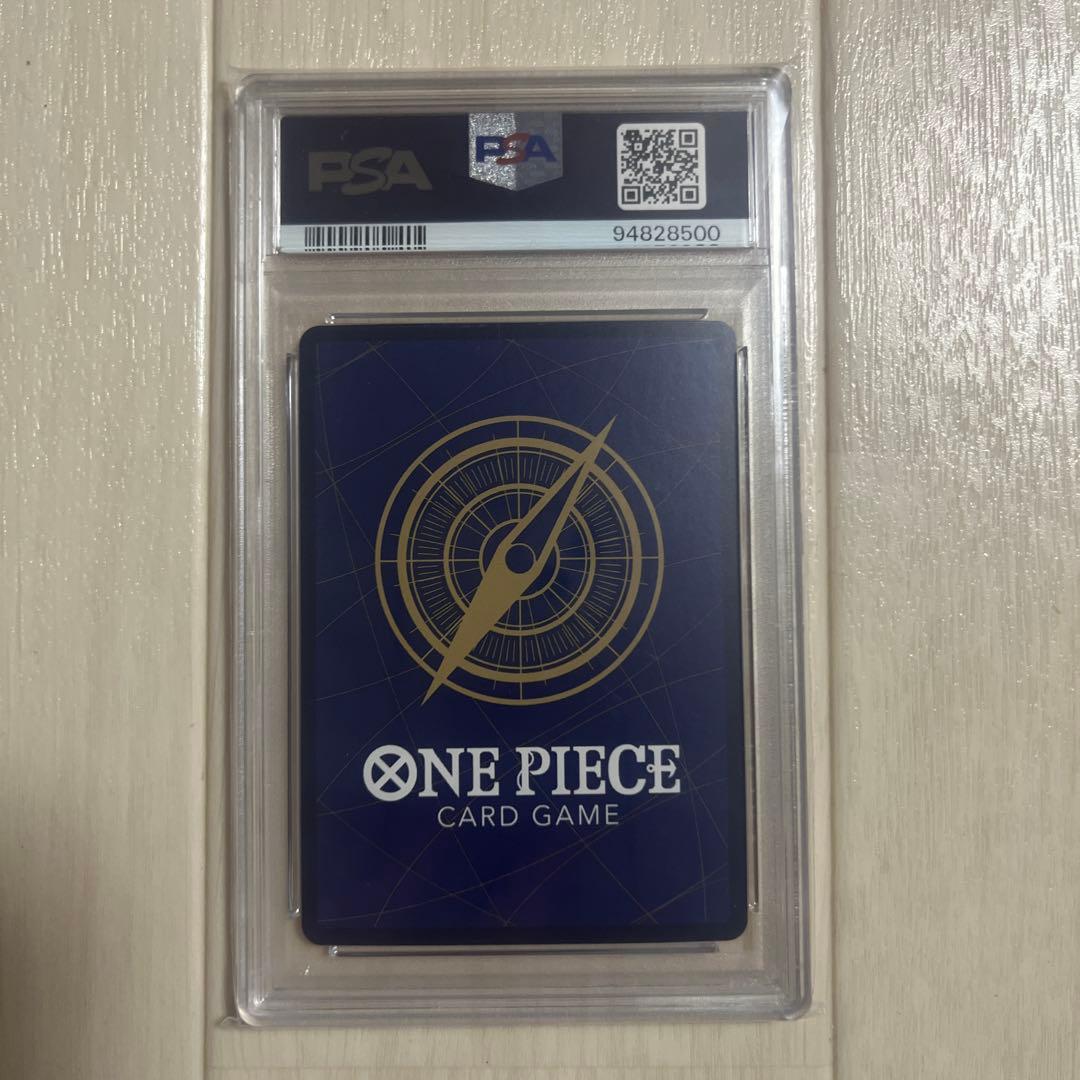 PSA
PSA
94828500
ONE PIECE
CARD GAME